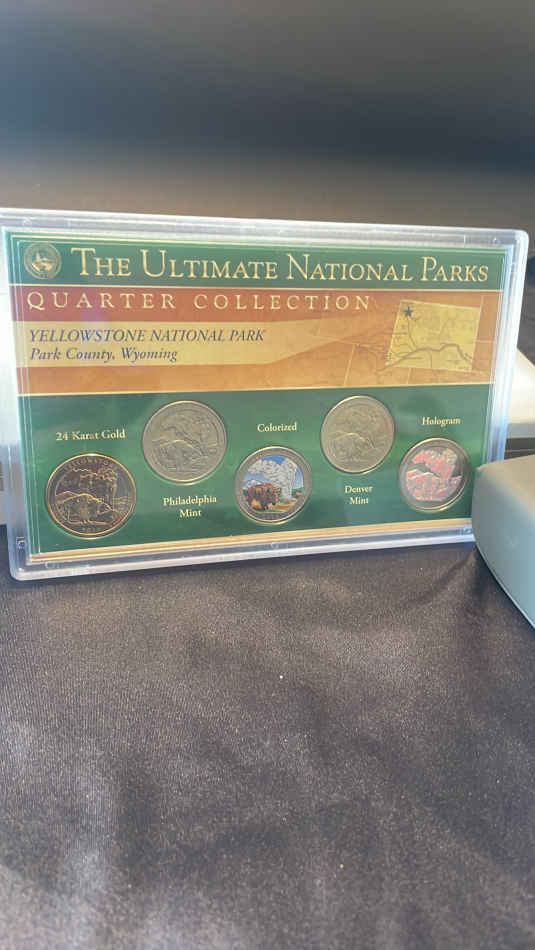 THE ULTIMATE NATIONAL PARKS
QUARTER COLLECTION
YELLOWSTONE NATIONAL PARK
Park County, Wyoming
24 Karat Gold
Philadelphia
Mint
Colorized
Denver
Mint
Hologram
YELLOWSTONE